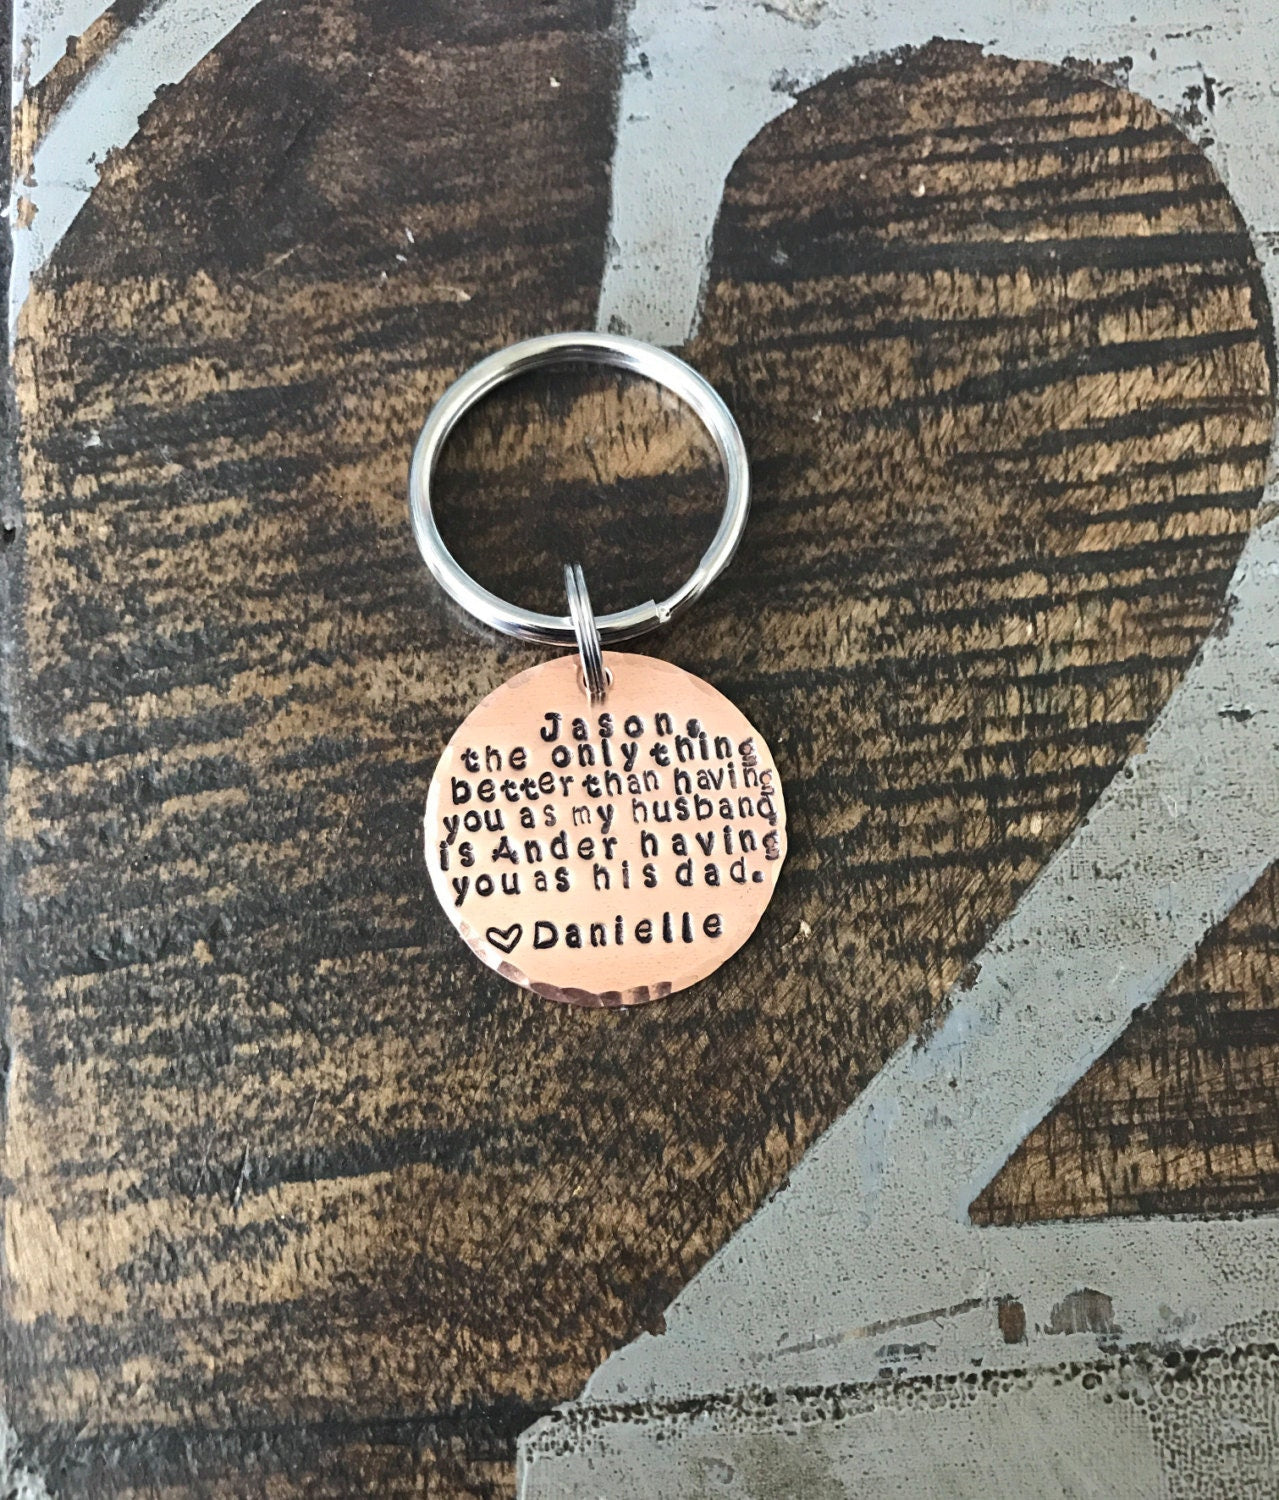 Jason,
the only thing
better than having
you as my husband
is Ander having
you as his dad.
♡Danielle